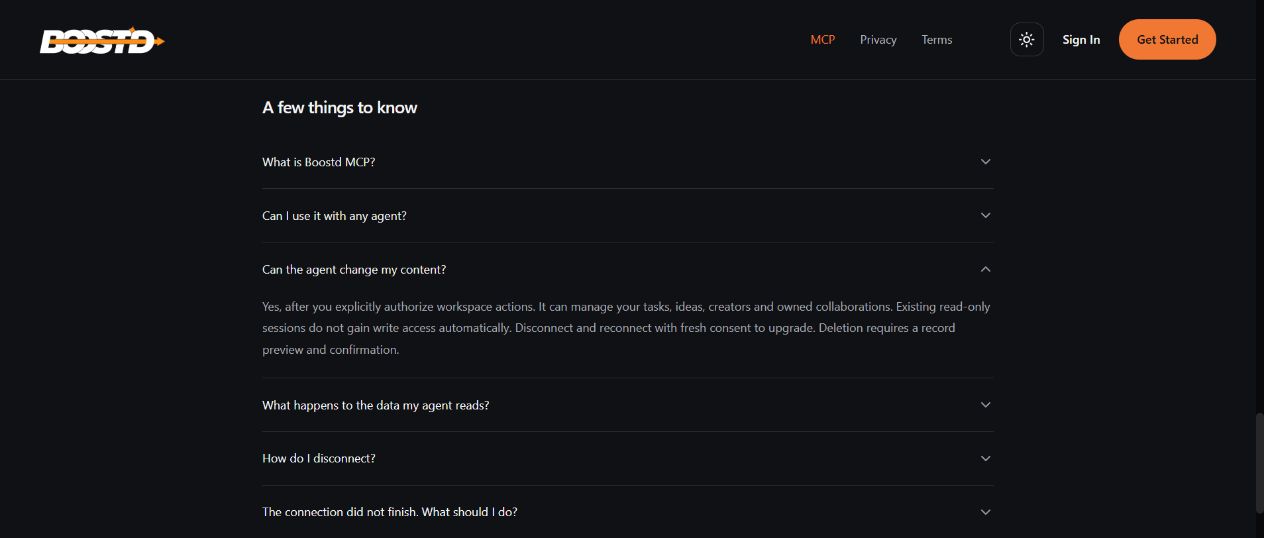 BOOSTD
MCP
Privacy
Terms
Sign In
Get Started
A few things to know
What is Boostd MCP?
Can I use it with any agent?
Can the agent change my content?
Yes, after you explicitly authorize workspace actions. It can manage your tasks, ideas, creators and owned collaborations. Existing read-only
sessions do not gain write access automatically. Disconnect and reconnect with fresh consent to upgrade. Deletion requires a record
preview and confirmation.
What happens to the data my agent reads?
How do I disconnect?
The connection did not finish. What should I do?